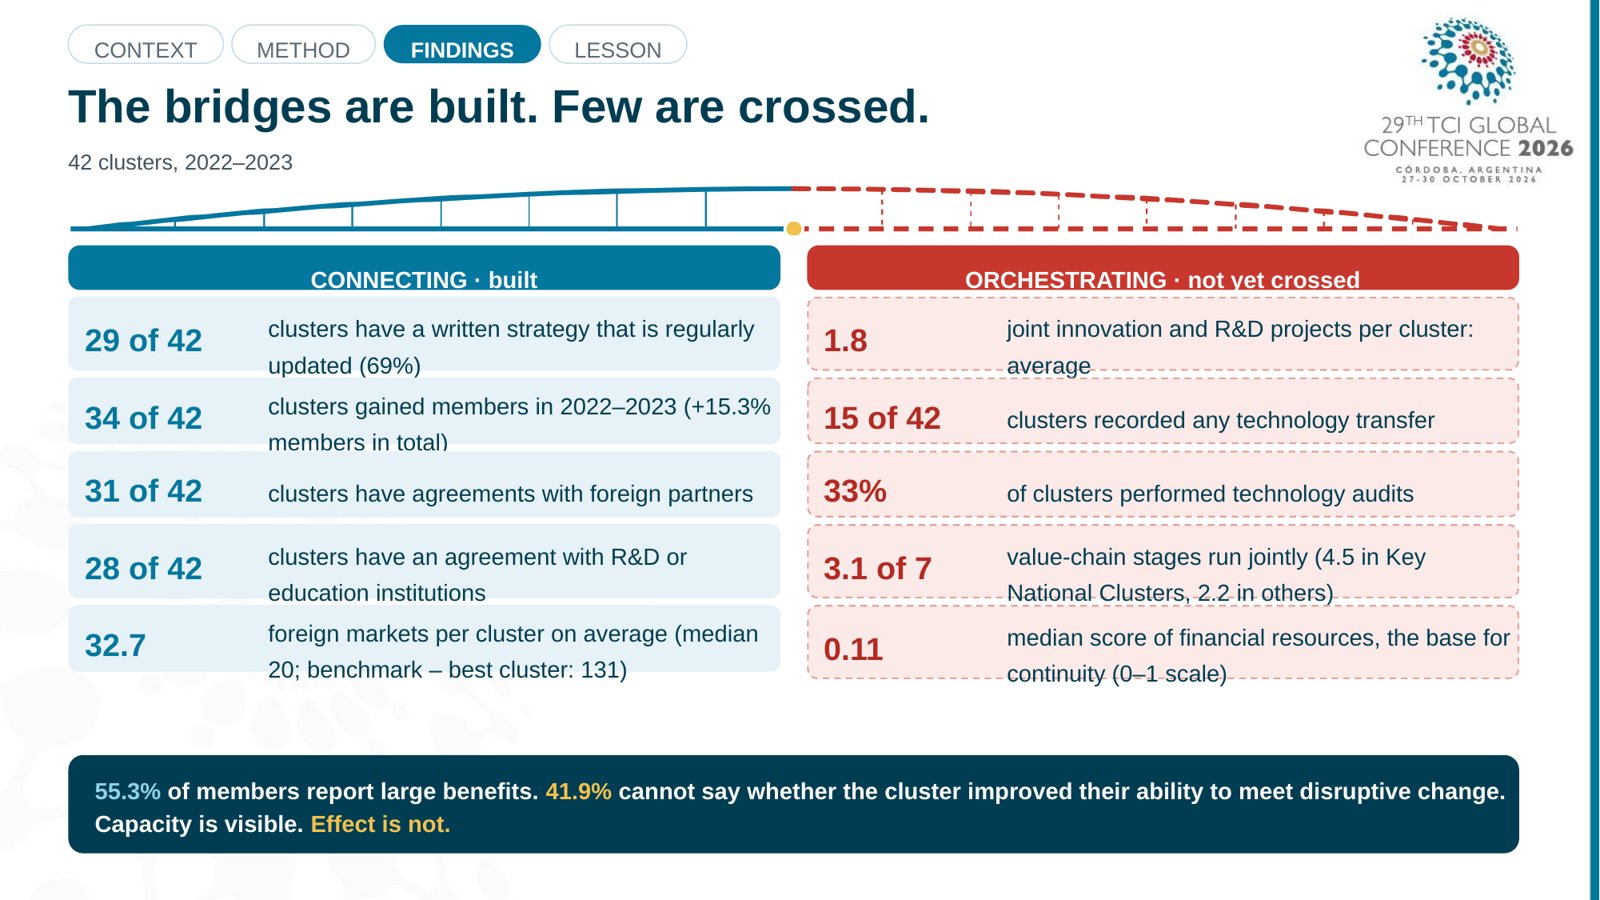 CONTEXT
METHOD
FINDINGS
LESSON
The bridges are built. Few are crossed.
42 clusters, 2022–2023
29TH TCI GLOBAL
CONFERENCE 2026
CÓRDOBA, ARGENTINA
27-30 OCTOBER 2026
CONNECTING · built
29 of 42
clusters have a written strategy that is regularly
updated (69%)
34 of 42
clusters gained members in 2022–2023 (+15.3%
members in total)
31 of 42
clusters have agreements with foreign partners
28 of 42
clusters have an agreement with R&D or
education institutions
32.7
foreign markets per cluster on average (median
20; benchmark – best cluster: 131)
ORCHESTRATING · not yet crossed
1.8
joint innovation and R&D projects per cluster:
average
15 of 42
clusters recorded any technology transfer
33%
of clusters performed technology audits
3.1 of 7
value-chain stages run jointly (4.5 in Key
National Clusters, 2.2 in others)
0.11
median score of financial resources, the base for
continuity (0–1 scale)
55.3% of members report large benefits. 41.9% cannot say whether the cluster improved their ability to meet disruptive change.
Capacity is visible. Effect is not.